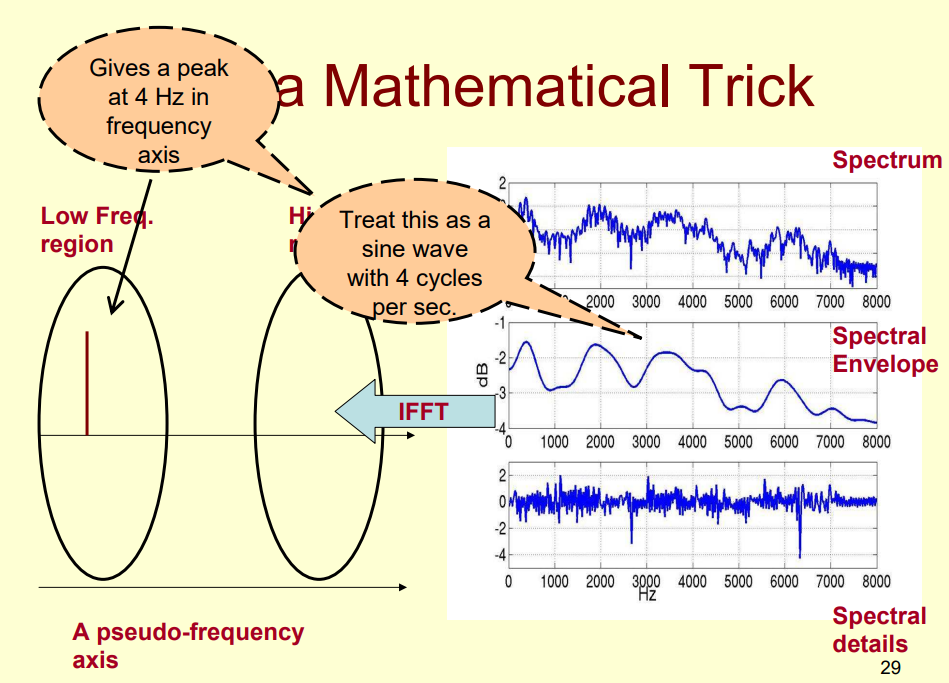 Gives a peak
at 4 Hz in
frequency
axis
a Mathematical Trick
Spectrum
Low Freq.
region
Treat this as a
sine wave
with 4 cycles
per sec.
2
0 1000 2000 3000 4000 5000 6000 7000 8000
Spectral
Envelope
-1
-2
-3
-4
dB
0 1000 2000 3000 4000 5000 6000 7000 8000
IFFT
2
0
-2
-4
0 1000 2000 3000 4000 5000 6000 7000 8000
Hz
Spectral
details
A pseudo-frequency
axis
29